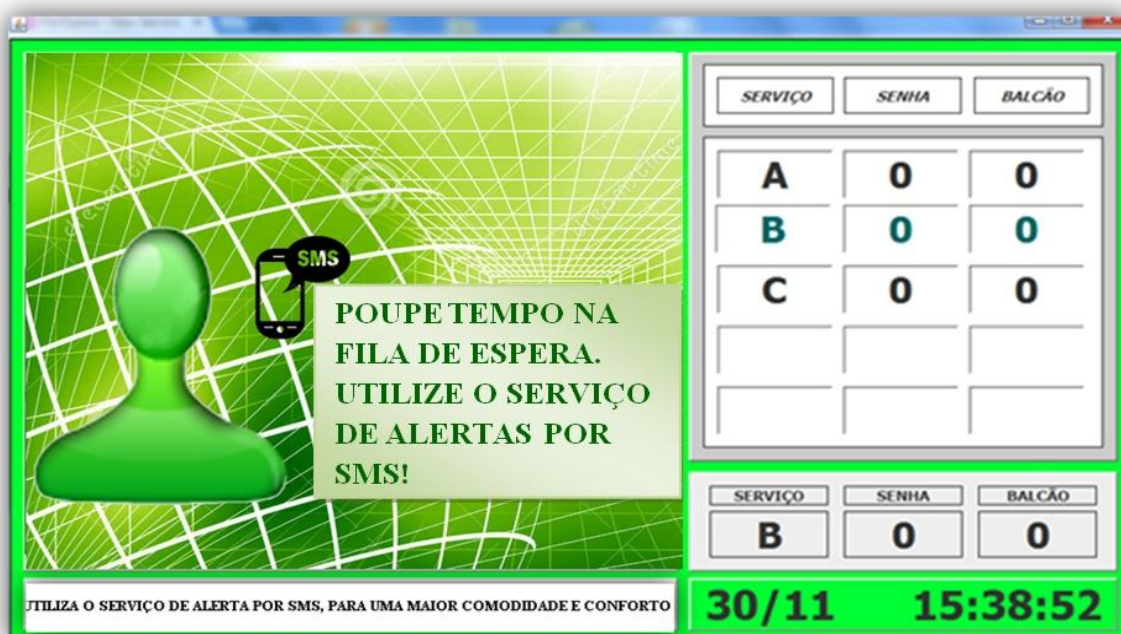 SMS
POUPE TEMPO NA
FILA DE ESPERA.
UTILIZE O SERVIÇO
DE ALERTAS POR
SMS!
UTILIZA O SERVIÇO DE ALERTA POR SMS, PARA UMA MAIOR COMODIDADE E CONFORTO
SERVIÇO SENHA BALCÃO
A 0 0
B 0 0
C 0 0
SERVIÇO SENHA BALCÃO
B 0 0
30/11 15:38:52